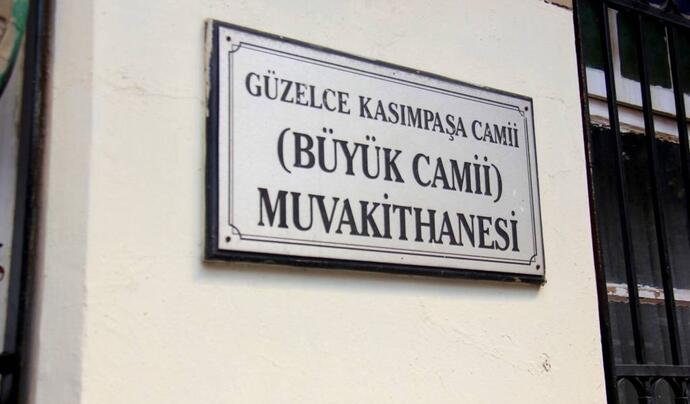 GÜZELCE KASIMPAŞA CAMİİ
(BÜYÜK CAMİİ)
MUVAKİTHANESİ